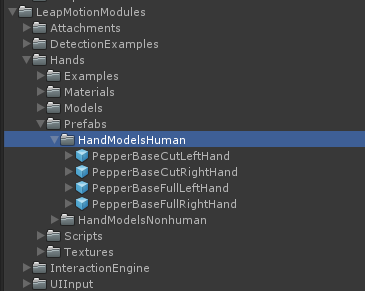 LeapMotionModules
Attachments
DetectionExamples
Hands
Examples
Materials
Models
Prefabs
HandModelsHuman
PepperBaseCutLeftHand
PepperBaseCutRightHand
PepperBaseFullLeftHand
PepperBaseFullRightHand
HandModelsNonhuman
Scripts
Textures
InteractionEngine
UIInput